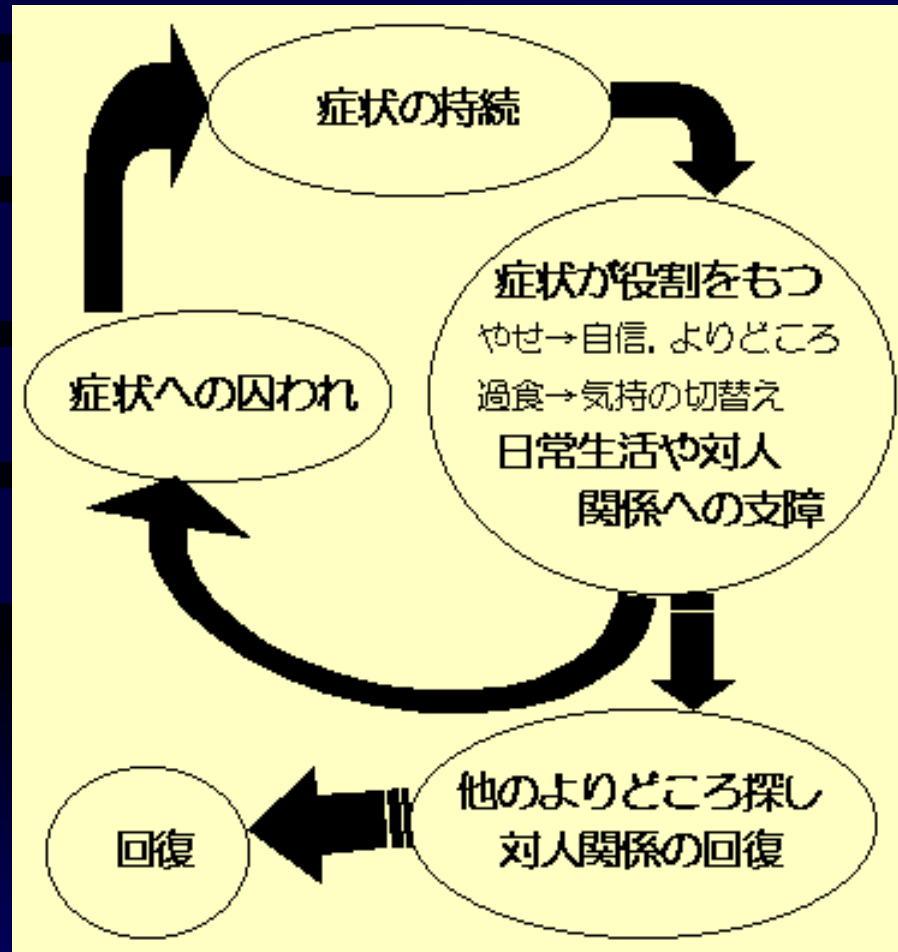 症状の持続
症状が役割をもつ
やせ→自信，よりどころ
過食→気持の切替え
日常生活や対人
関係への支障
症状への囚われ
他のよりどころ探し
対人関係の回復
回復